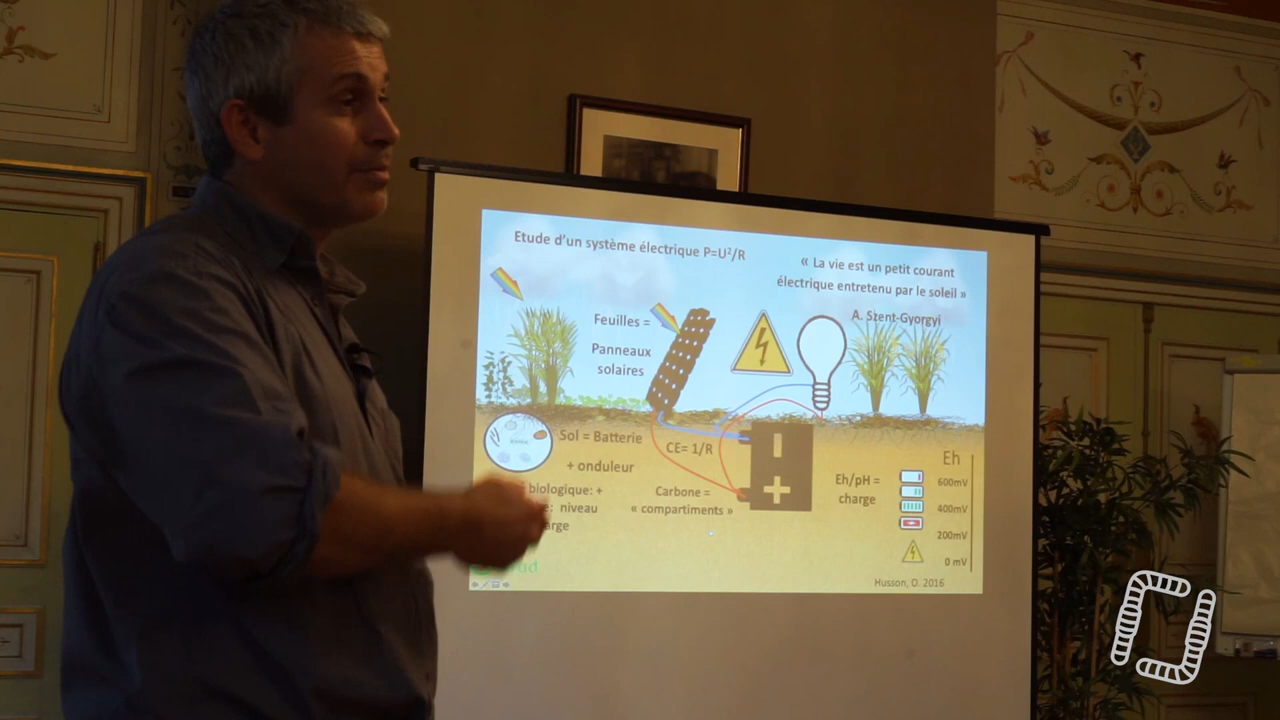 Etude d'un système électrique P=U²/R
« La vie est un petit courant
électrique entretenu par le soleil »
A. Szent-Gyorgyi
Feuilles =
Panneaux
solaires
Sol = Batterie
+ onduleur
biologique: +
niveau
CE= 1/R
Carbone =
« compartiments »
Eh/pH =
charge
Eh
600mV
400mV
200mV
0 mV
Husson, O. 2016